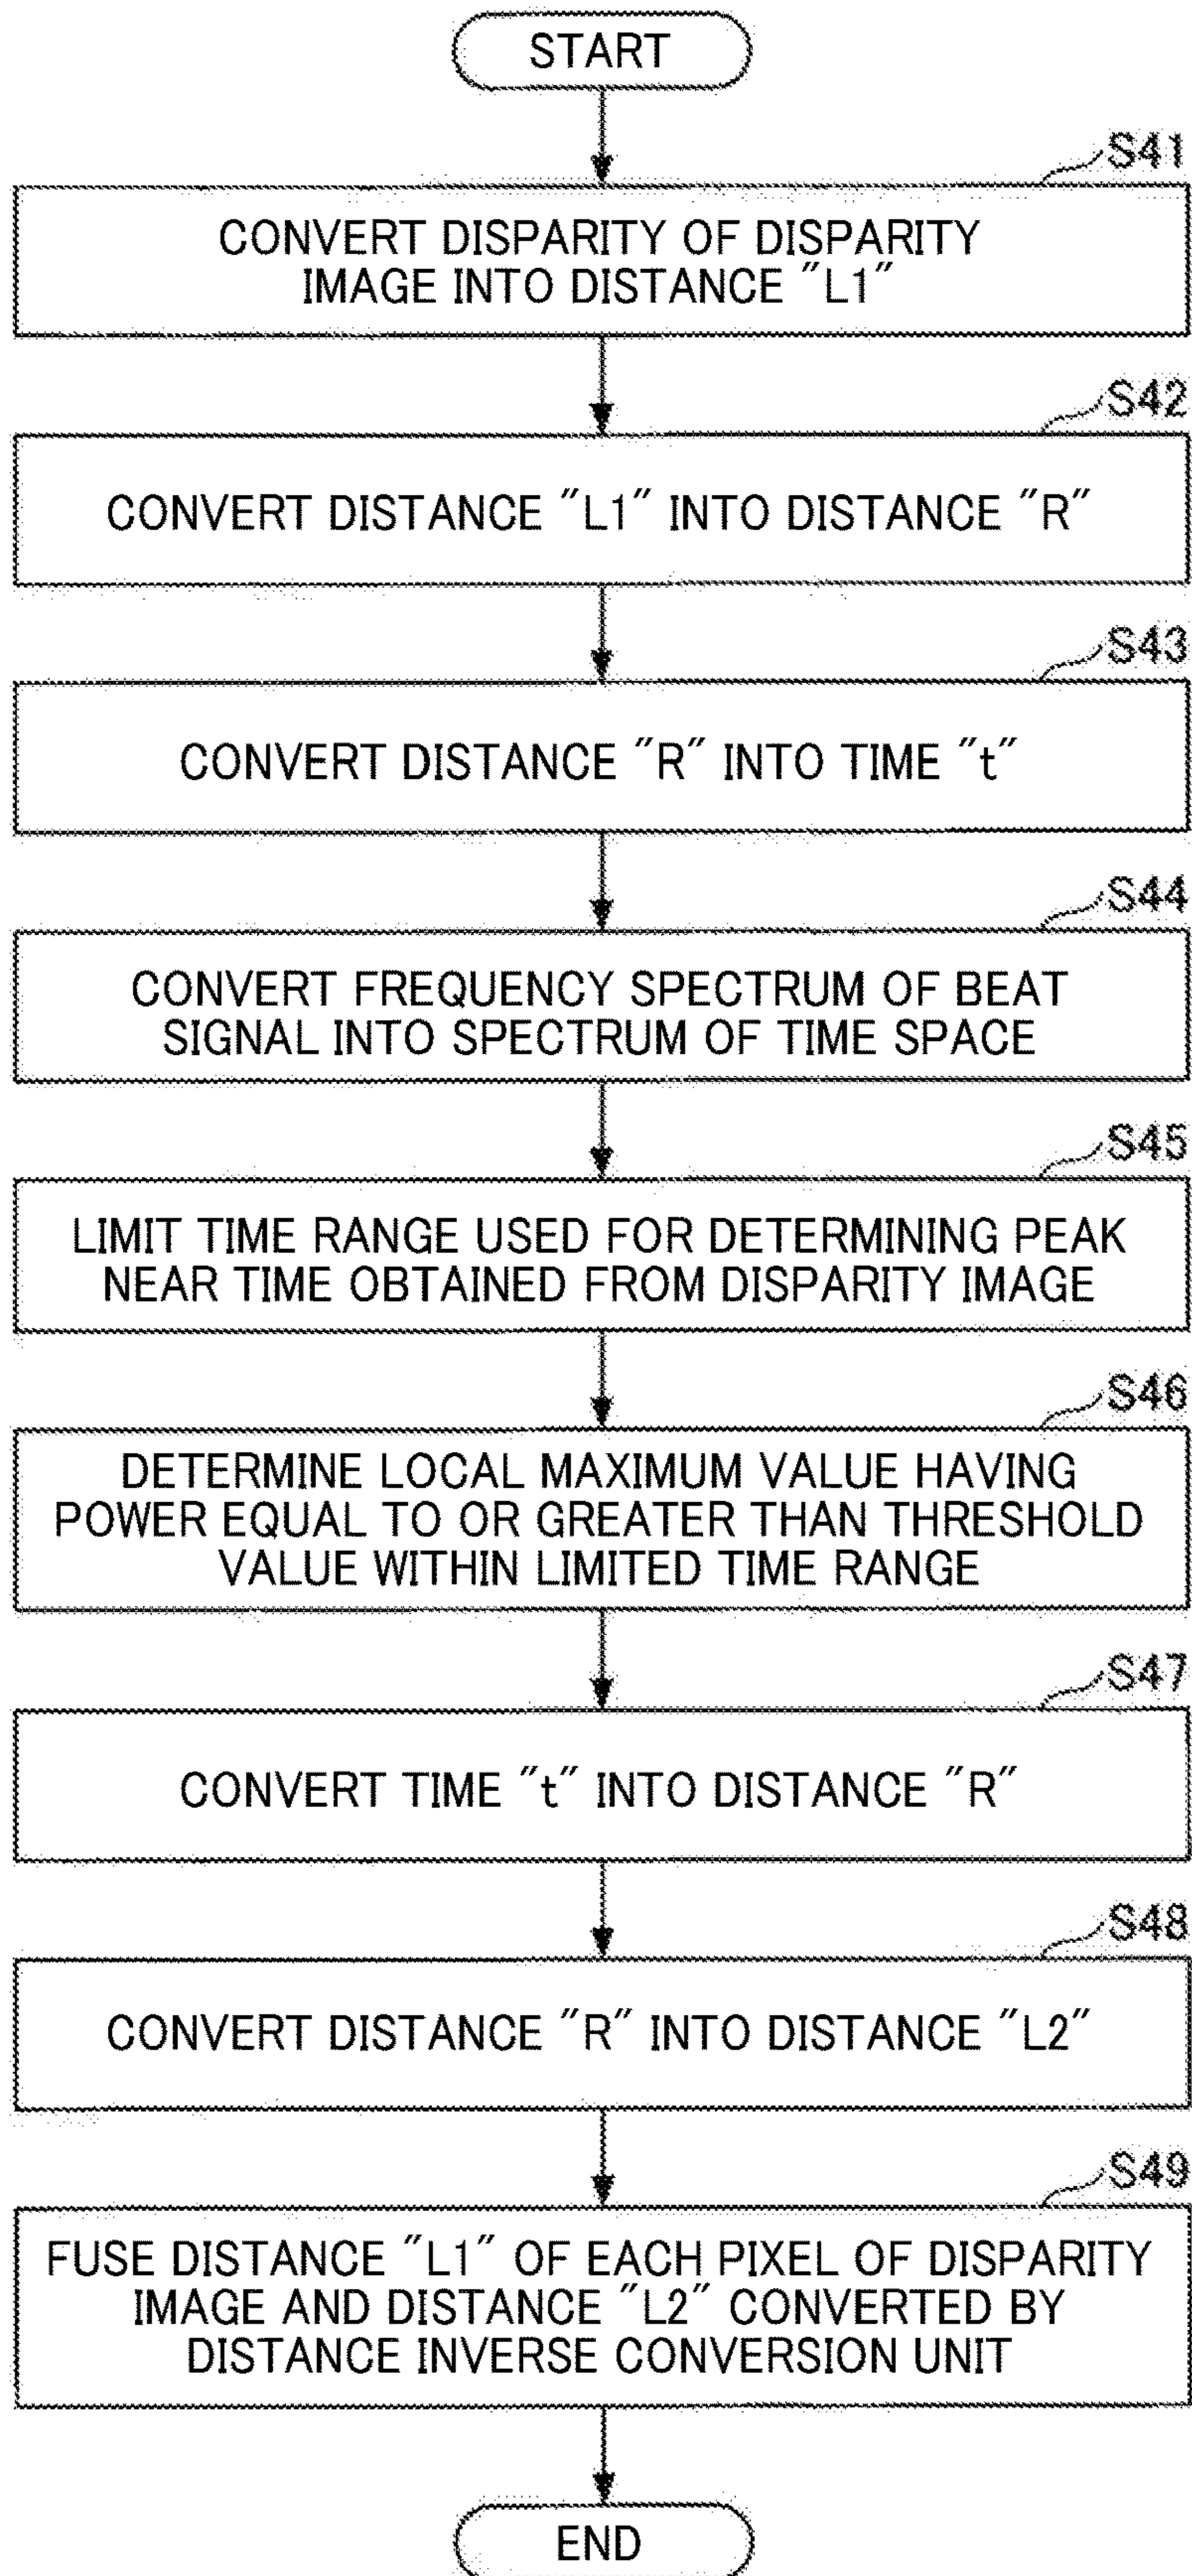 START
S41
CONVERT DISPARITY OF DISPARITY
IMAGE INTO DISTANCE "L1"
S42
CONVERT DISTANCE "L1" INTO DISTANCE "R"
S43
CONVERT DISTANCE "R" INTO TIME "t"
S44
CONVERT FREQUENCY SPECTRUM OF BEAT
SIGNAL INTO SPECTRUM OF TIME SPACE
S45
LIMIT TIME RANGE USED FOR DETERMINING PEAK
NEAR TIME OBTAINED FROM DISPARITY IMAGE
S46
DETERMINE LOCAL MAXIMUM VALUE HAVING
POWER EQUAL TO OR GREATER THAN THRESHOLD
VALUE WITHIN LIMITED TIME RANGE
S47
CONVERT TIME "t" INTO DISTANCE "R"
S48
CONVERT DISTANCE "R" INTO DISTANCE "L2"
S49
FUSE DISTANCE "L1" OF EACH PIXEL OF DISPARITY
IMAGE AND DISTANCE "L2" CONVERTED BY
DISTANCE INVERSE CONVERSION UNIT
END